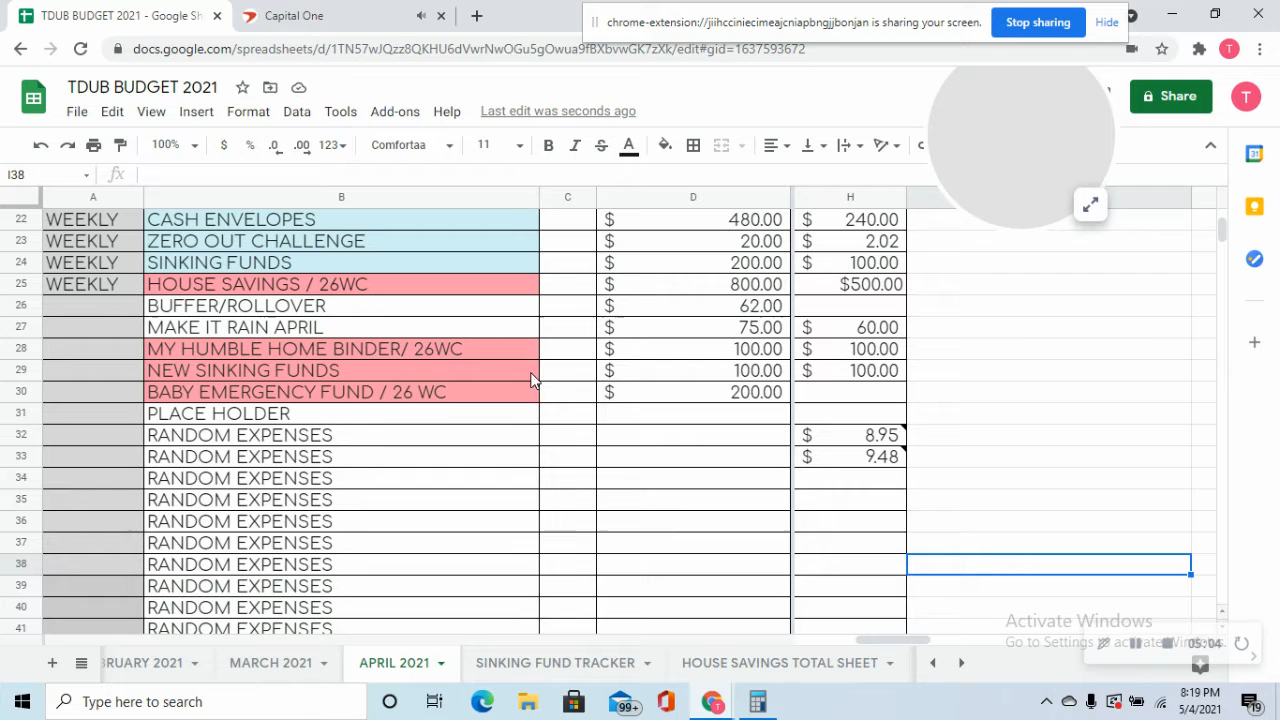 TDUB BUDGET 2021 - Google Sh
Capital One
chrome-extension://jiihcciniecimeajcniapbngjjbonjan is sharing your screen.
Stop sharing
Hide
docs.google.com/spreadsheets/d/1TN57wJQzz8QKHU6dVwrNwOGu5gOwua9fBXbvwGK7zXk/edit#gid=1637593672
TDUB BUDGET 2021
File Edit View Insert Format Data Tools Add-ons Help Last edit was seconds ago
Share
T
100% $ % .0 .00 123 Comfortaa 11 B I S A
I38 fx
A B C D H
22 WEEKLY CASH ENVELOPES $ 480.00 $ 240.00
23 WEEKLY ZERO OUT CHALLENGE $ 20.00 $ 2.02
24 WEEKLY SINKING FUNDS $ 200.00 $ 100.00
25 WEEKLY HOUSE SAVINGS / 26WC $ 800.00 $500.00
26 BUFFER/ROLLOVER $ 62.00
27 MAKE IT RAIN APRIL $ 75.00 $ 60.00
28 MY HUMBLE HOME BINDER/ 26WC $ 100.00 $ 100.00
29 NEW SINKING FUNDS $ 100.00 $ 100.00
30 BABY EMERGENCY FUND / 26 WC $ 200.00
31 PLACE HOLDER
32 RANDOM EXPENSES $ 8.95
33 RANDOM EXPENSES $ 9.48
34 RANDOM EXPENSES
35 RANDOM EXPENSES
36 RANDOM EXPENSES
37 RANDOM EXPENSES
38 RANDOM EXPENSES
39 RANDOM EXPENSES
40 RANDOM EXPENSES
41 RANDOM EXPENSES
Activate Windows
Go to Settings to activate Windows.
05:04
RUARY 2021 MARCH 2021 APRIL 2021 SINKING FUND TRACKER HOUSE SAVINGS TOTAL SHEET
Type here to search
99+
8:19 PM
5/4/2021
19